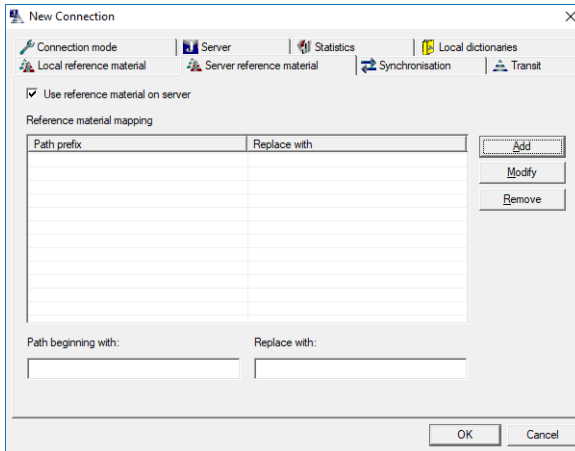 New Connection
Connection mode Server Statistics Local dictionaries
Local reference material Server reference material Synchronisation Transit
Use reference material on server
Reference material mapping
Path prefix Replace with
Add
Modify
Remove
Path beginning with: Replace with:
OK Cancel